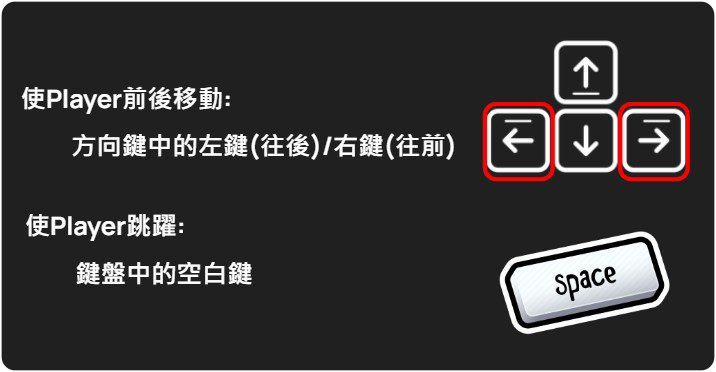 使Player前後移動:
方向鍵中的左鍵(往後)/右鍵(往前)
使Player跳躍:
鍵盤中的空白鍵
Space